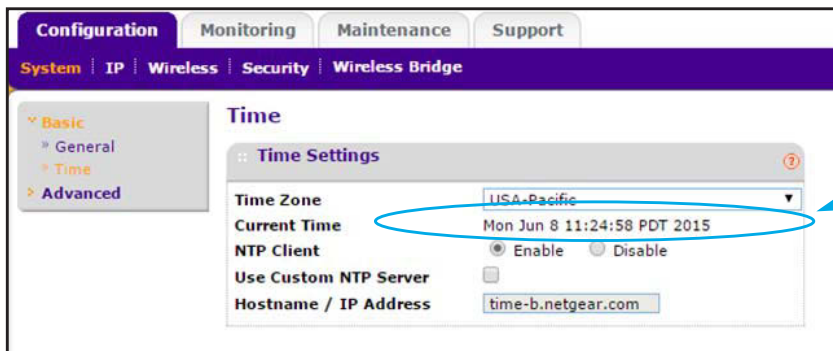 Configuration Monitoring Maintenance Support
System IP Wireless Security Wireless Bridge
Basic
» General
» Time
Advanced
Time
Time Settings
?
Time Zone USA-Pacific
Current Time Mon Jun 8 11:24:58 PDT 2015
NTP Client Enable Disable
Use Custom NTP Server
Hostname / IP Address time-b.netgear.com